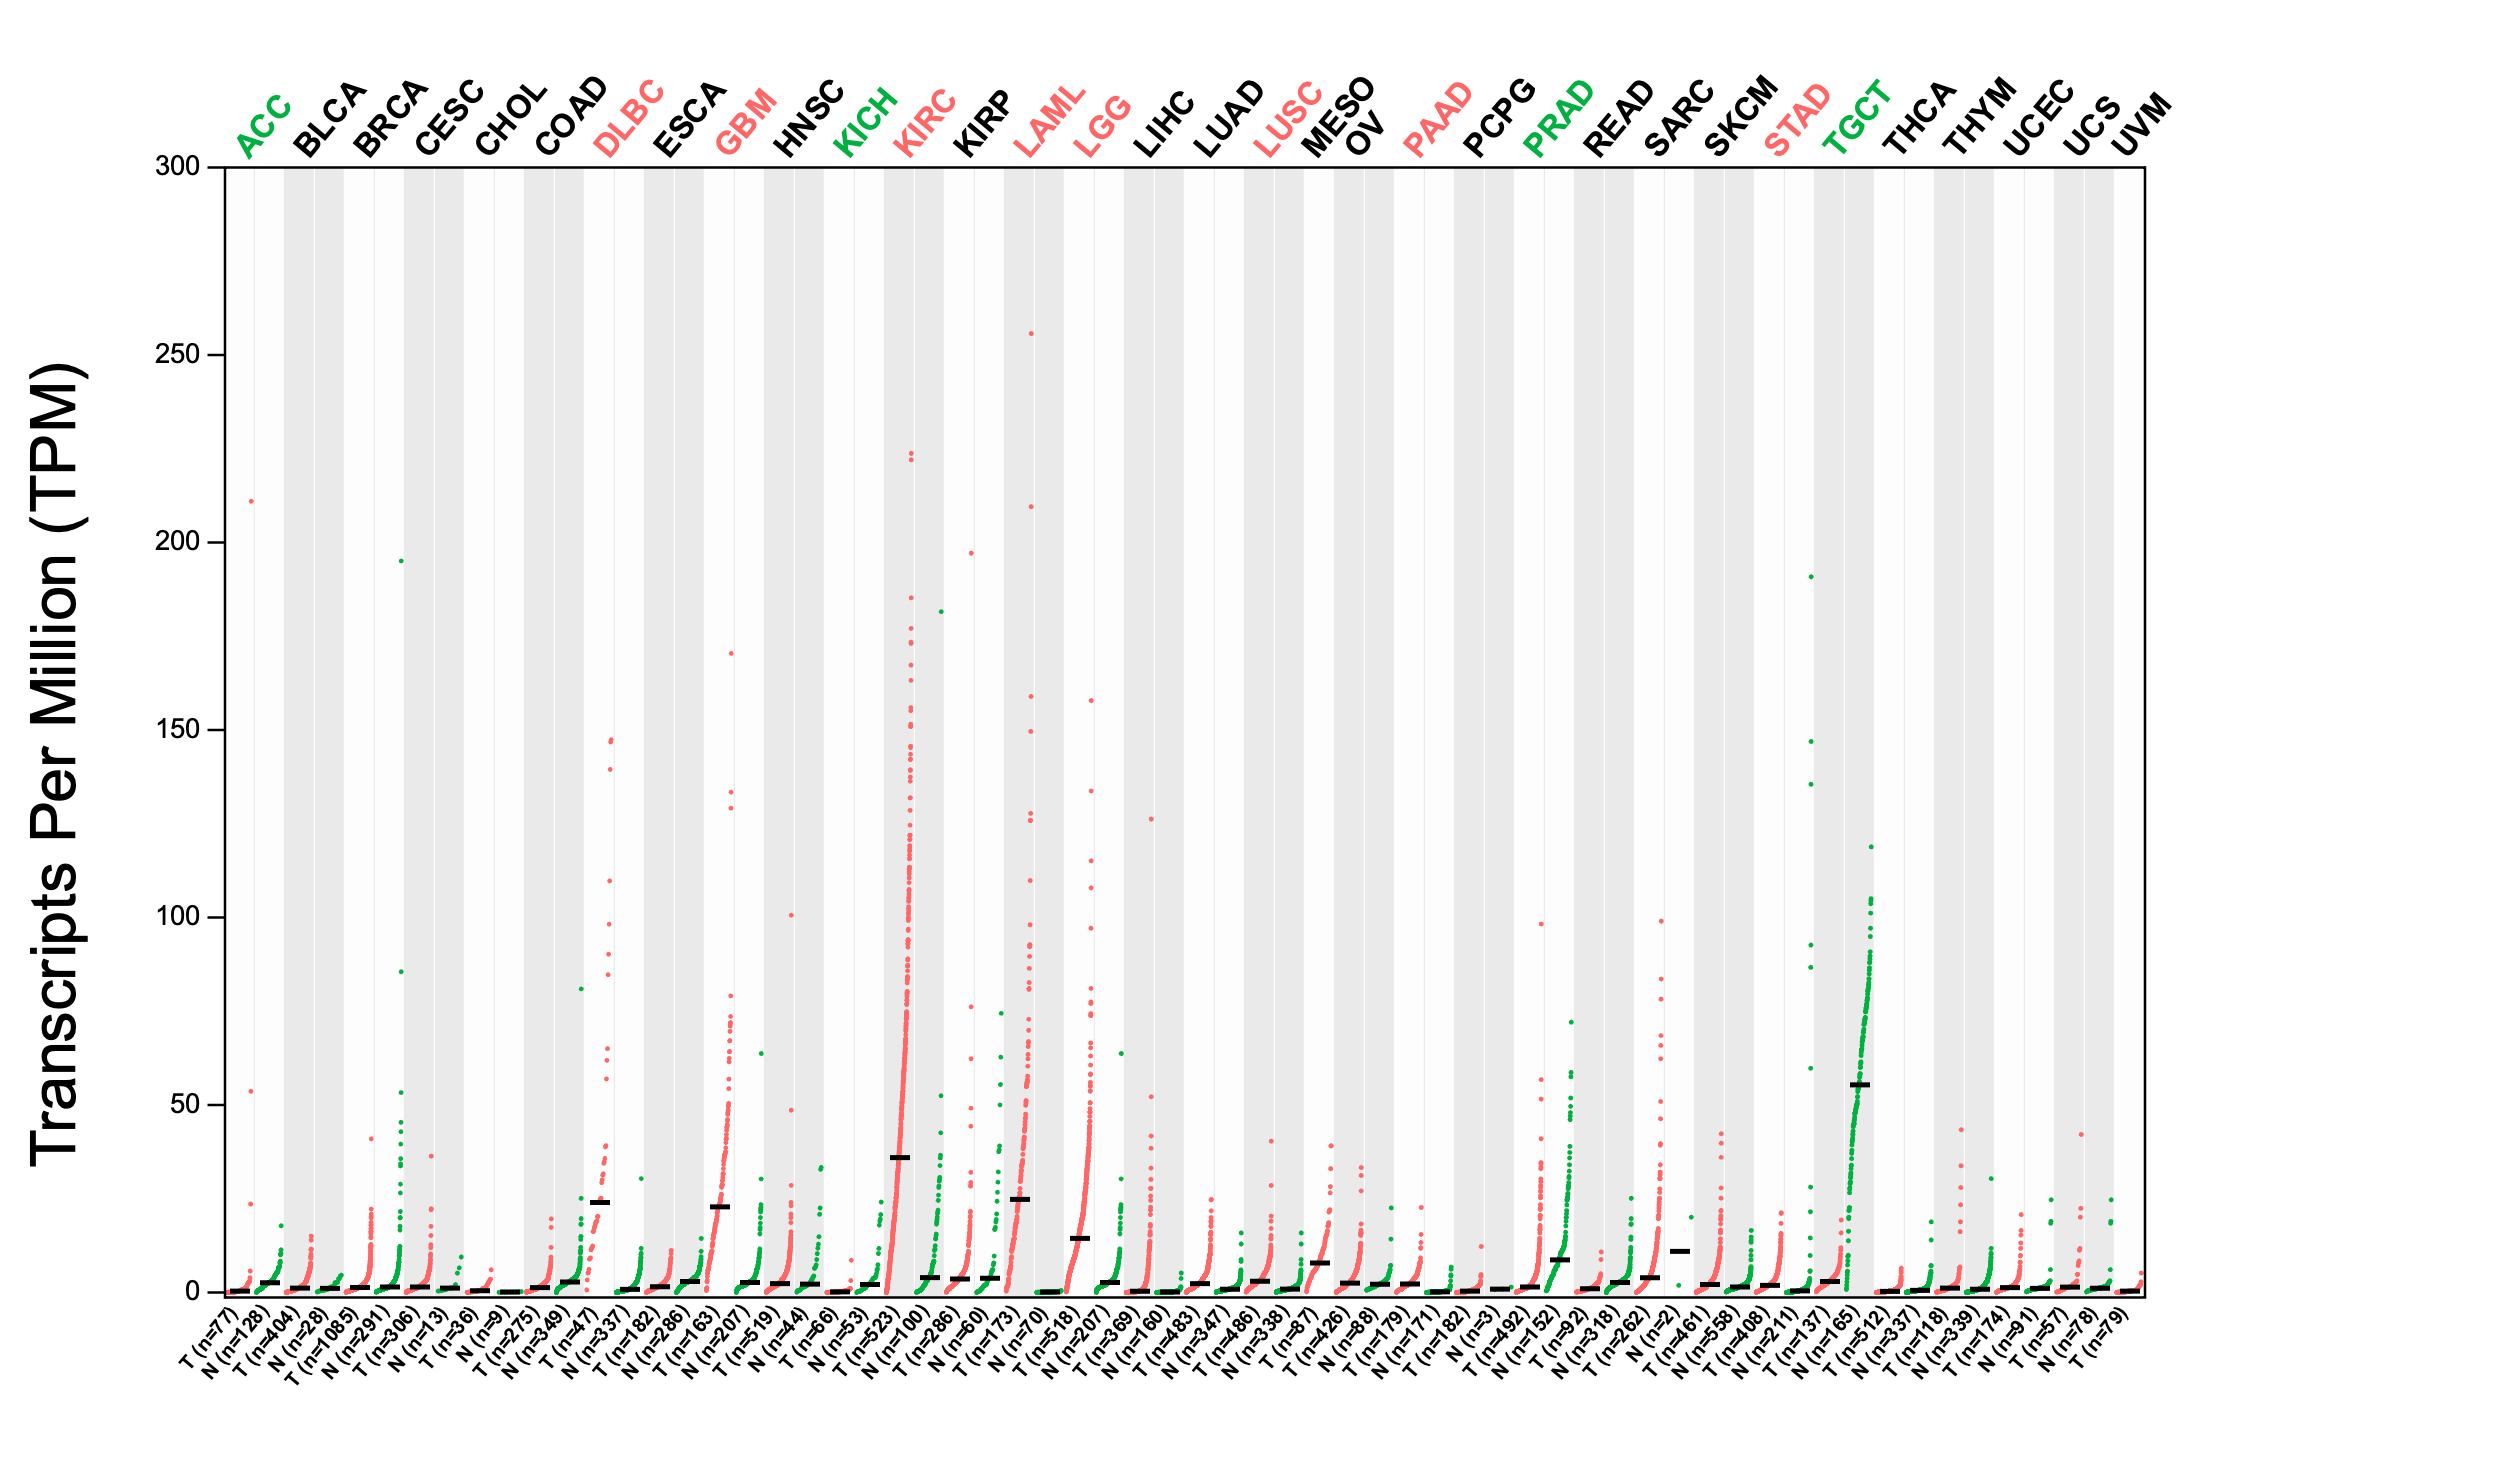 ACC BLCA BRCA CESC CHOL COAD DLBC ESCA GBM HNSC KICH KIRC KIRP LAML LGG LIHC LUAD LUSC MESO OV PAAD PCPG PRAD READ SARC SKCM STAD TGCT THCA THYM UCEC UCS UVM
Transcripts Per Million (TPM)
300
250
200
150
100
50
0
T (n=77)
N (n=128)
T (n=404)
N (n=28)
T (n=1085)
N (n=291)
T (n=306)
N (n=13)
T (n=36)
N (n=9)
T (n=275)
N (n=349)
T (n=47)
N (n=337)
T (n=182)
N (n=286)
T (n=163)
N (n=207)
T (n=519)
N (n=44)
T (n=66)
N (n=53)
T (n=523)
N (n=100)
T (n=286)
N (n=60)
T (n=173)
N (n=70)
T (n=518)
N (n=207)
T (n=369)
N (n=160)
T (n=483)
N (n=347)
T (n=486)
N (n=338)
T (n=87)
T (n=426)
N (n=88)
T (n=179)
N (n=171)
T (n=182)
N (n=3)
T (n=492)
N (n=152)
T (n=92)
N (n=318)
T (n=262)
N (n=2)
T (n=461)
N (n=558)
T (n=408)
N (n=211)
T (n=137)
N (n=165)
T (n=512)
N (n=337)
T (n=118)
N (n=339)
T (n=174)
N (n=91)
T (n=57)
N (n=78)
T (n=79)